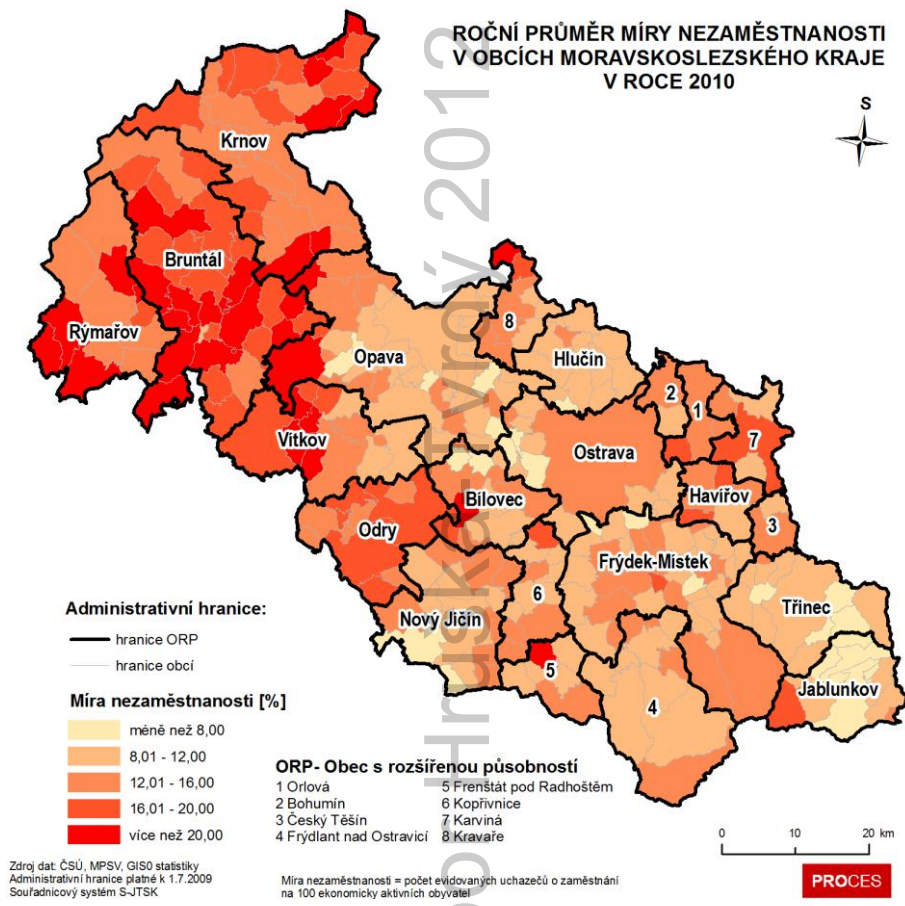 ROČNÍ PRŮMĚR MÍRY NEZAMĚSTNANOSTI
V OBCÍCH MORAVSKOSLEZSKÉHO KRAJE
V ROCE 2010
S
Krnov
Bruntál
Rýmařov
Opava
8
Hlučín
2
1
7
Vítkov
Ostrava
Bílovec
Havířov
Odry
3
Frýdek-Místek
6
Třinec
Nový Jičín
5
Jablunkov
4
Hruška-Tvrdý 2012
Administrativní hranice:
hranice ORP
hranice obcí
Míra nezaměstnanosti [%]
méně než 8,00
8,01 - 12,00
12,01 - 16,00
16,01 - 20,00
více než 20,00
ORP- Obec s rozšířenou působností
1 Orlová
2 Bohumín
3 Český Těšín
4 Frýdlant nad Ostravicí
5 Frenštát pod Radhoštěm
6 Kopřivnice
7 Karviná
8 Kravaře
0 10 20 km
Zdroj dat: ČSÚ, MPSV, GIS0 statistiky
Administrativní hranice platné k 1.7.2009
Souřadnicový systém S-JTSK
Míra nezaměstnanosti = počet evidovaných uchazečů o zaměstnání
na 100 ekonomicky aktivních obyvatel
PROCES